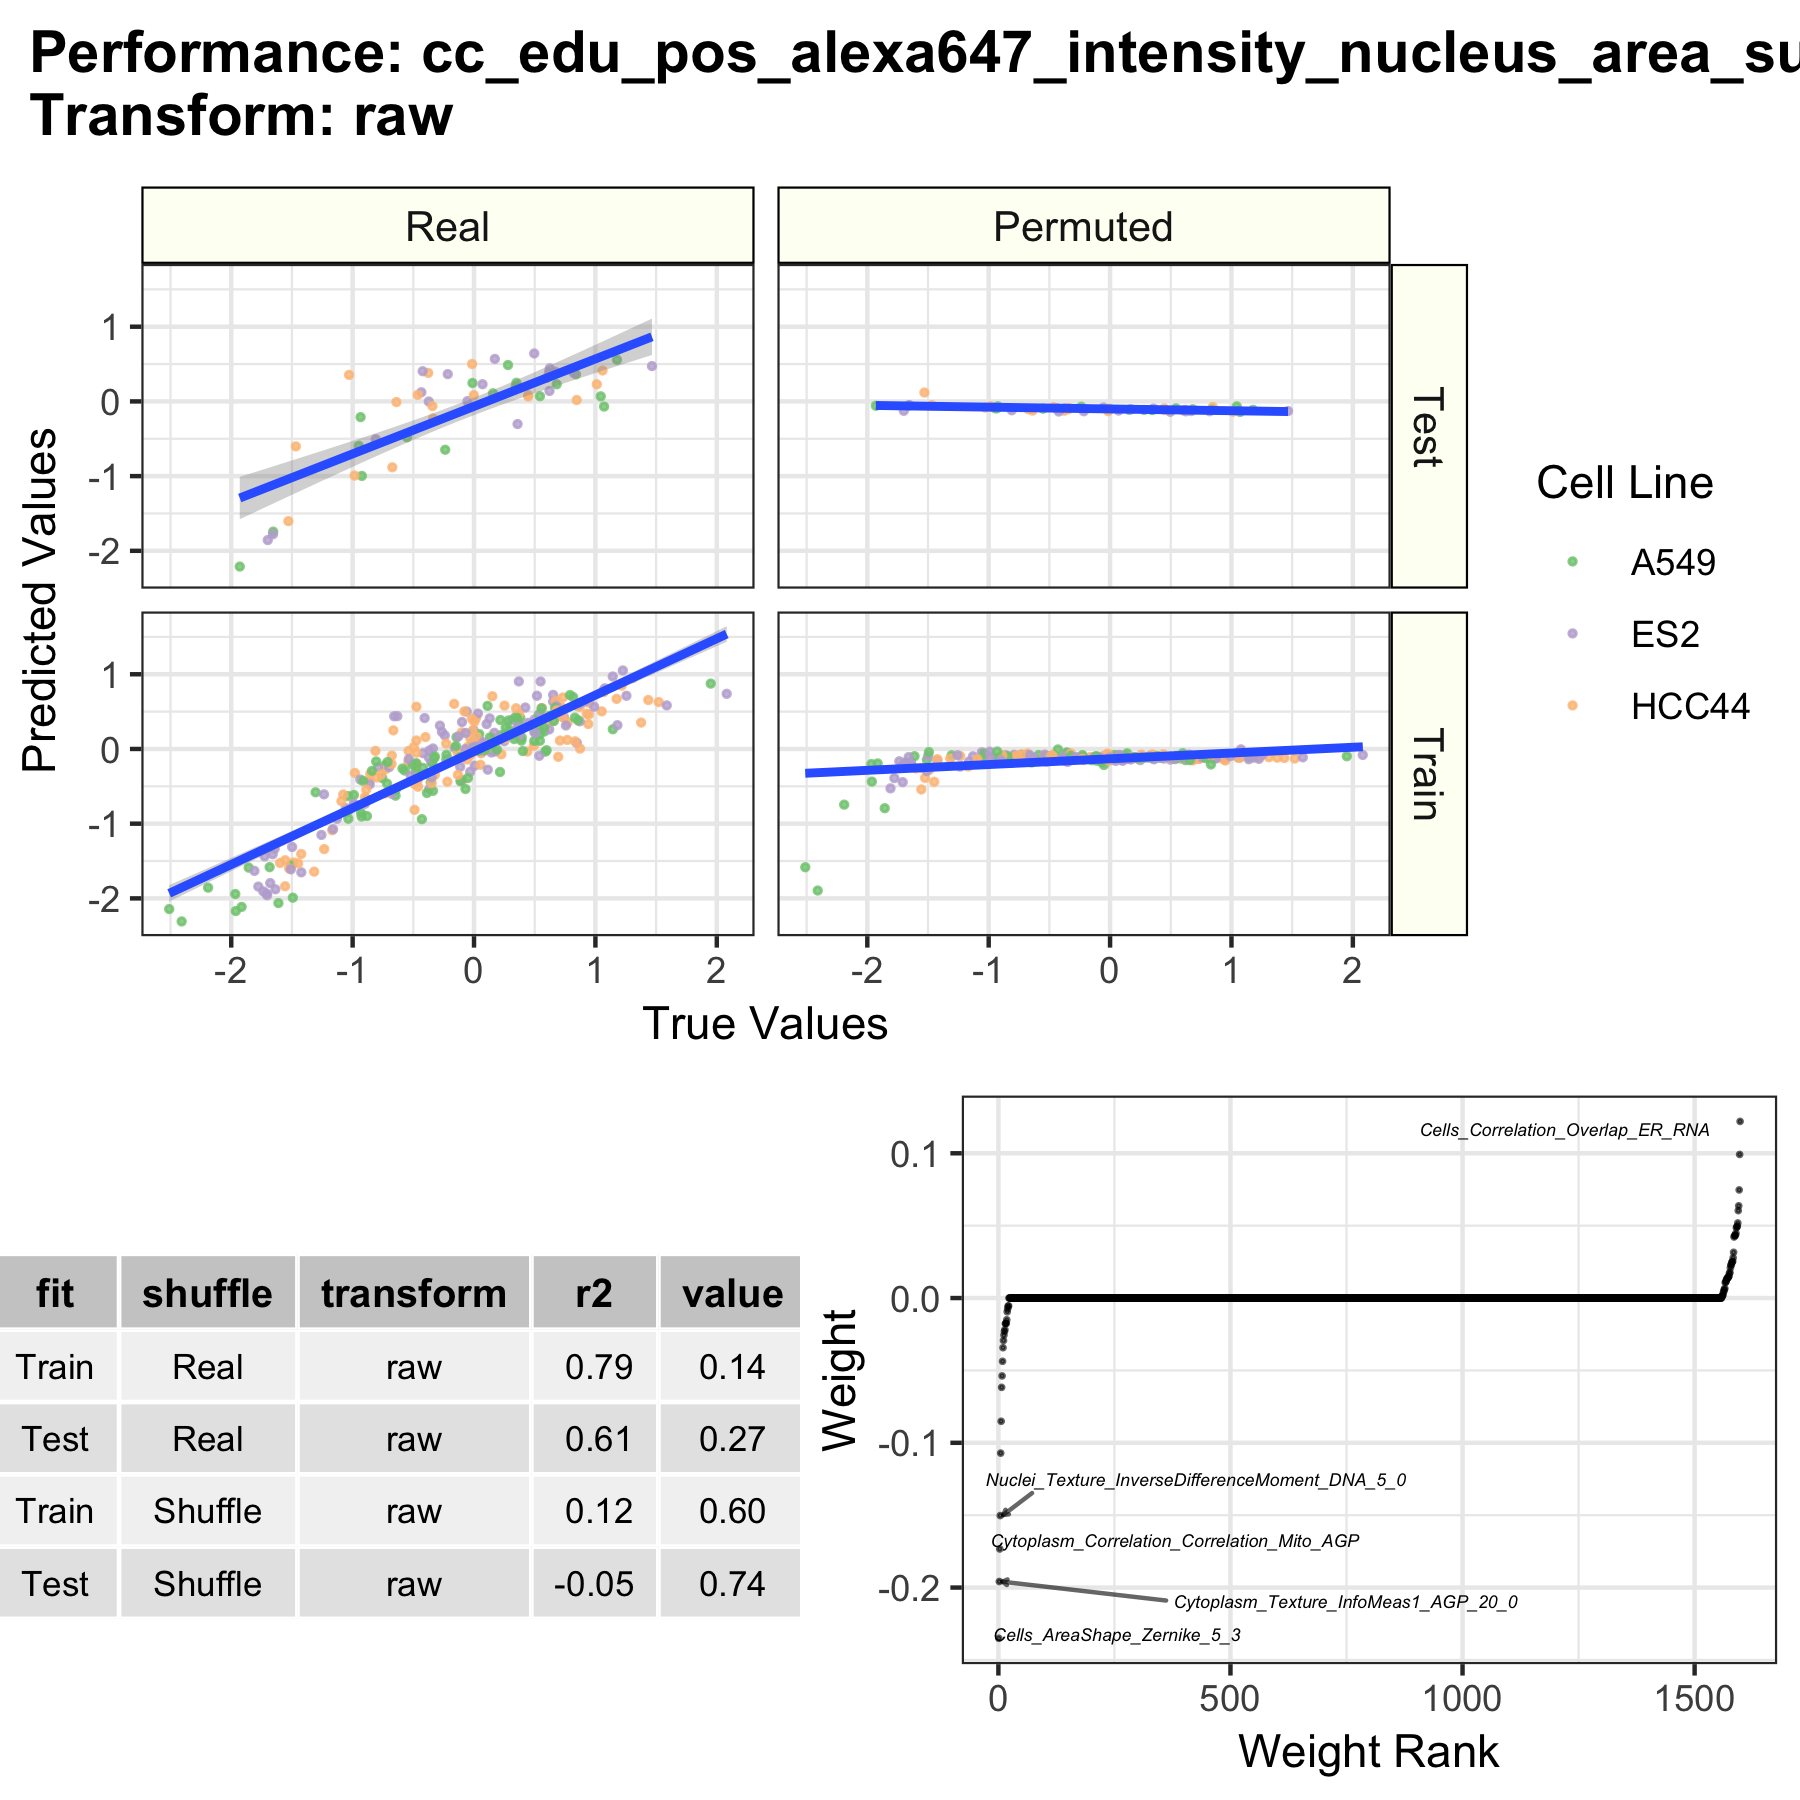 Performance: cc_edu_pos_alexa647_intensity_nucleus_area_su
Transform: raw
Real
Permuted
Test
Train
Predicted Values
1
0
-1
-2
1
0
-1
-2
-2
-1
0
1
2
-2
-1
0
1
2
True Values
Cell Line
A549
ES2
HCC44
fit shuffle transform r2 value
Train Real raw 0.79 0.14
Test Real raw 0.61 0.27
Train Shuffle raw 0.12 0.60
Test Shuffle raw -0.05 0.74
Weight
0.1
0.0
-0.1
-0.2
Cells_Correlation_Overlap_ER_RNA
Nuclei_Texture_InverseDifferenceMoment_DNA_5_0
Cytoplasm_Correlation_Correlation_Mito_AGP
Cytoplasm_Texture_InfoMeas1_AGP_20_0
Cells_AreaShape_Zernike_5_3
0
500
1000
1500
Weight Rank